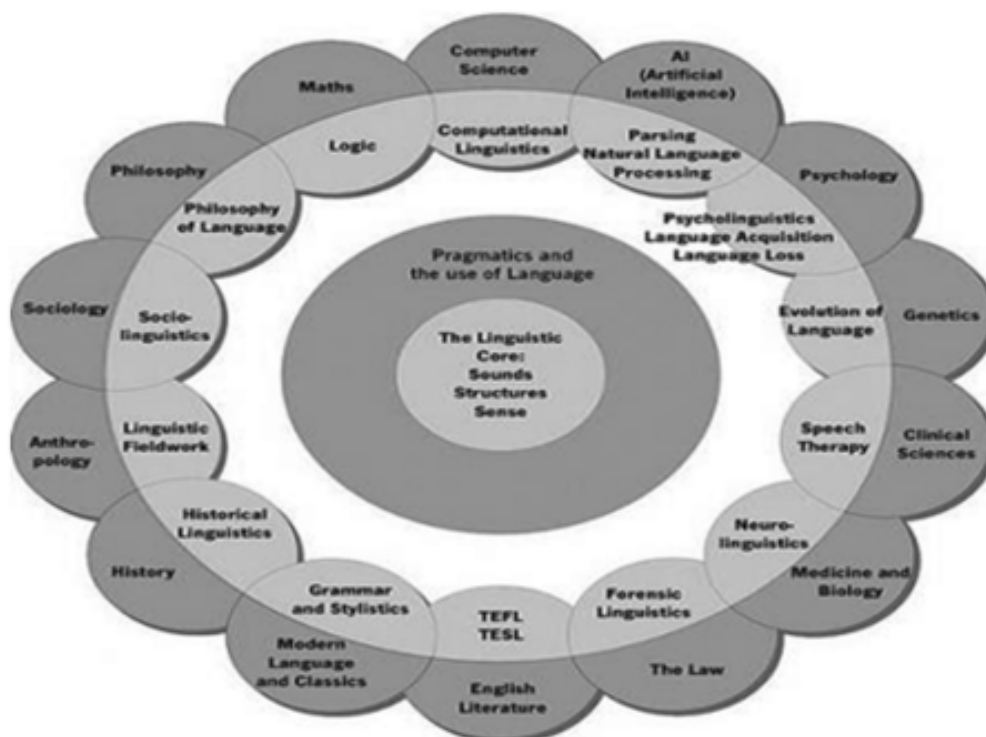 Computer
Science
AI
(Artificial
Intelligence)
Maths
Logic
Computational
Linguistics
Parsing
Natural Language
Processing
Philosophy
Philosophy
of Language
Psychology
Psycholinguistics
Language Acquisition
Language Loss
Pragmatics and
the use of Language
Sociology
Socio-
linguistics
Evolution of
Language
Genetics
The Linguistic
Core:
Sounds
Structures
Sense
Anthro-
pology
Linguistic
Fieldwork
Speech
Therapy
Clinical
Sciences
Historical
Linguistics
History
Neuro-
linguistics
Medicine and
Biology
Grammar
and Stylistics
Modern
Language
and Classics
TEFL
TESL
English
Literature
Forensic
Linguistics
The Law